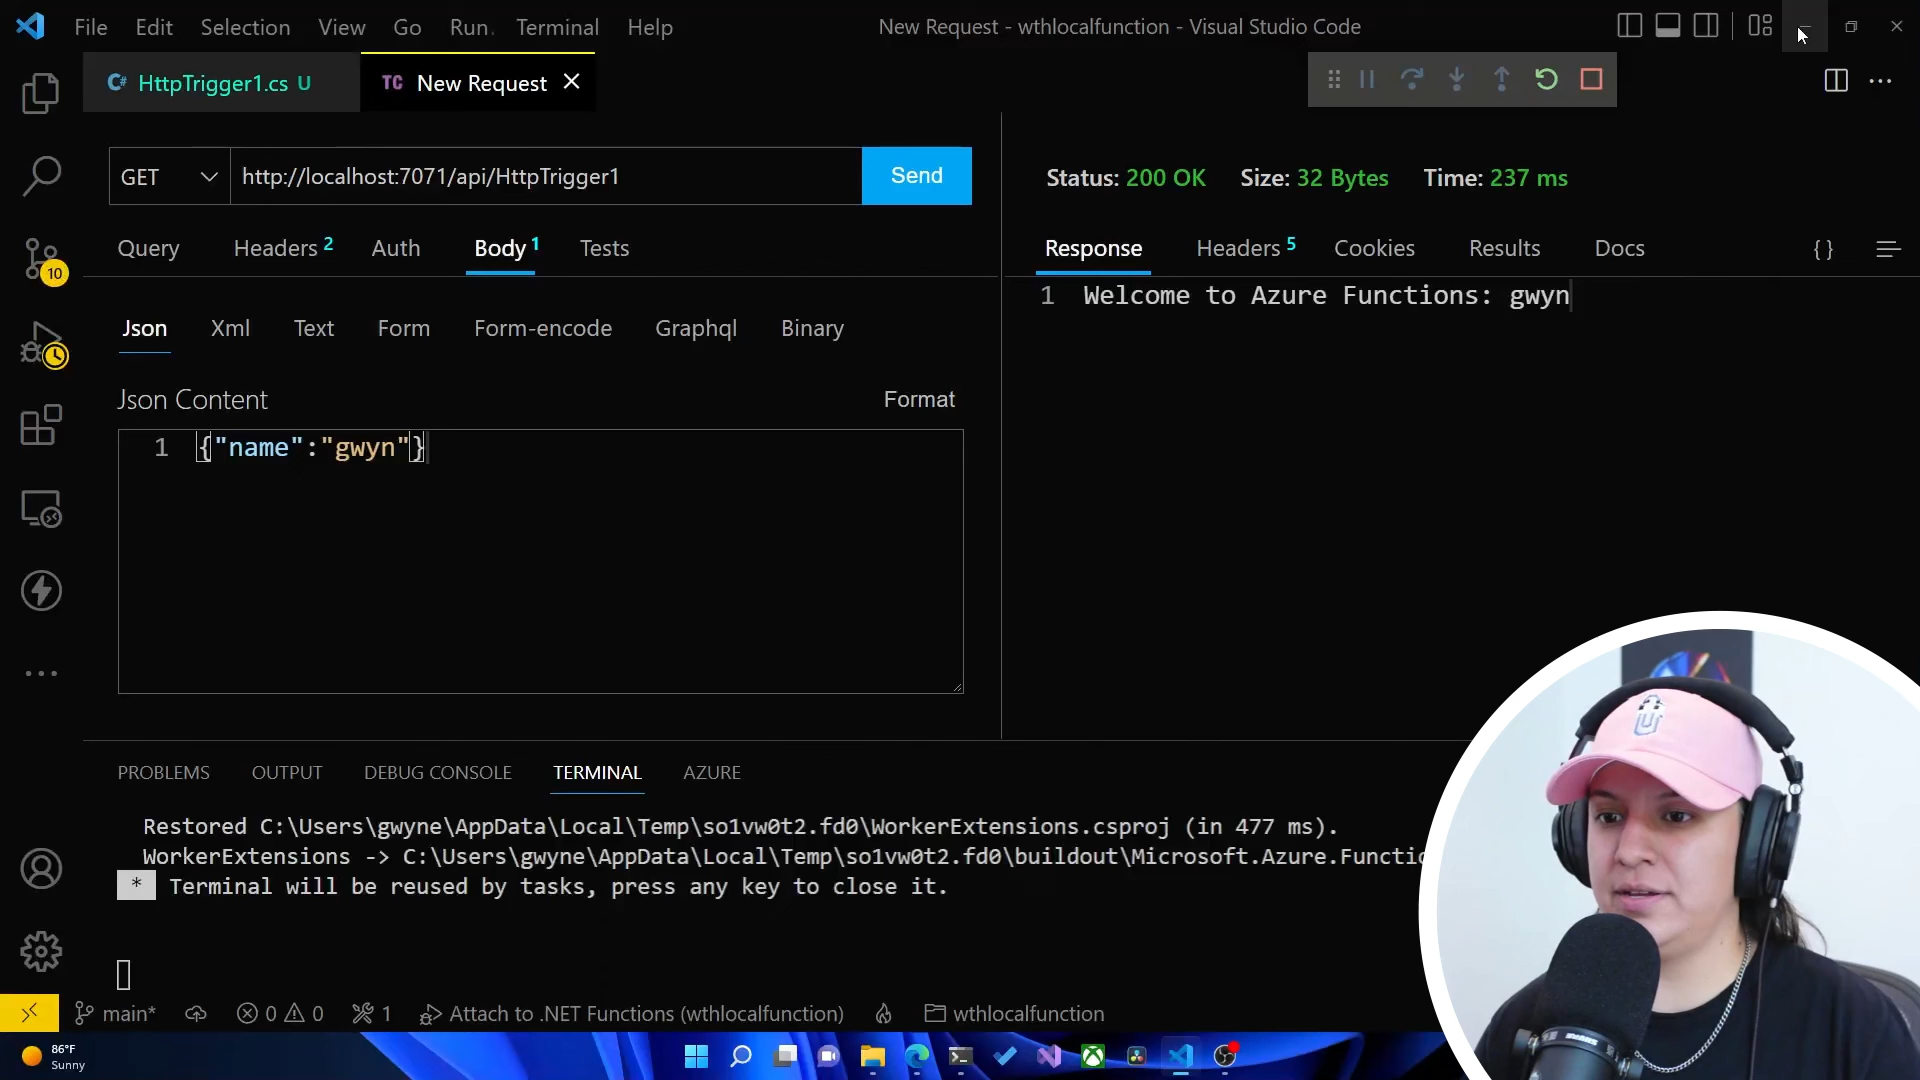 File Edit Selection View Go Run Terminal Help
New Request - wthlocalfunction - Visual Studio Code
C# HttpTrigger1.cs U
TC New Request
GET http://localhost:7071/api/HttpTrigger1 Send
Query Headers 2 Auth Body 1 Tests
Json Xml Text Form Form-encode Graphql Binary
Json Content Format
1 {"name":"gwyn"}
Status: 200 OK Size: 32 Bytes Time: 237 ms
Response Headers 5 Cookies Results Docs { }
1 Welcome to Azure Functions: gwyn
10
PROBLEMS OUTPUT DEBUG CONSOLE TERMINAL AZURE
Restored C:\Users\gwyne\AppData\Local\Temp\so1vw0t2.fd0\WorkerExtensions.csproj (in 477 ms).
WorkerExtensions -> C:\Users\gwyne\AppData\Local\Temp\so1vw0t2.fd0\buildout\Microsoft.Azure.Functio
* Terminal will be reused by tasks, press any key to close it.
main* 0 0 1 Attach to .NET Functions (wthlocalfunction) wthlocalfunction
86°F
Sunny